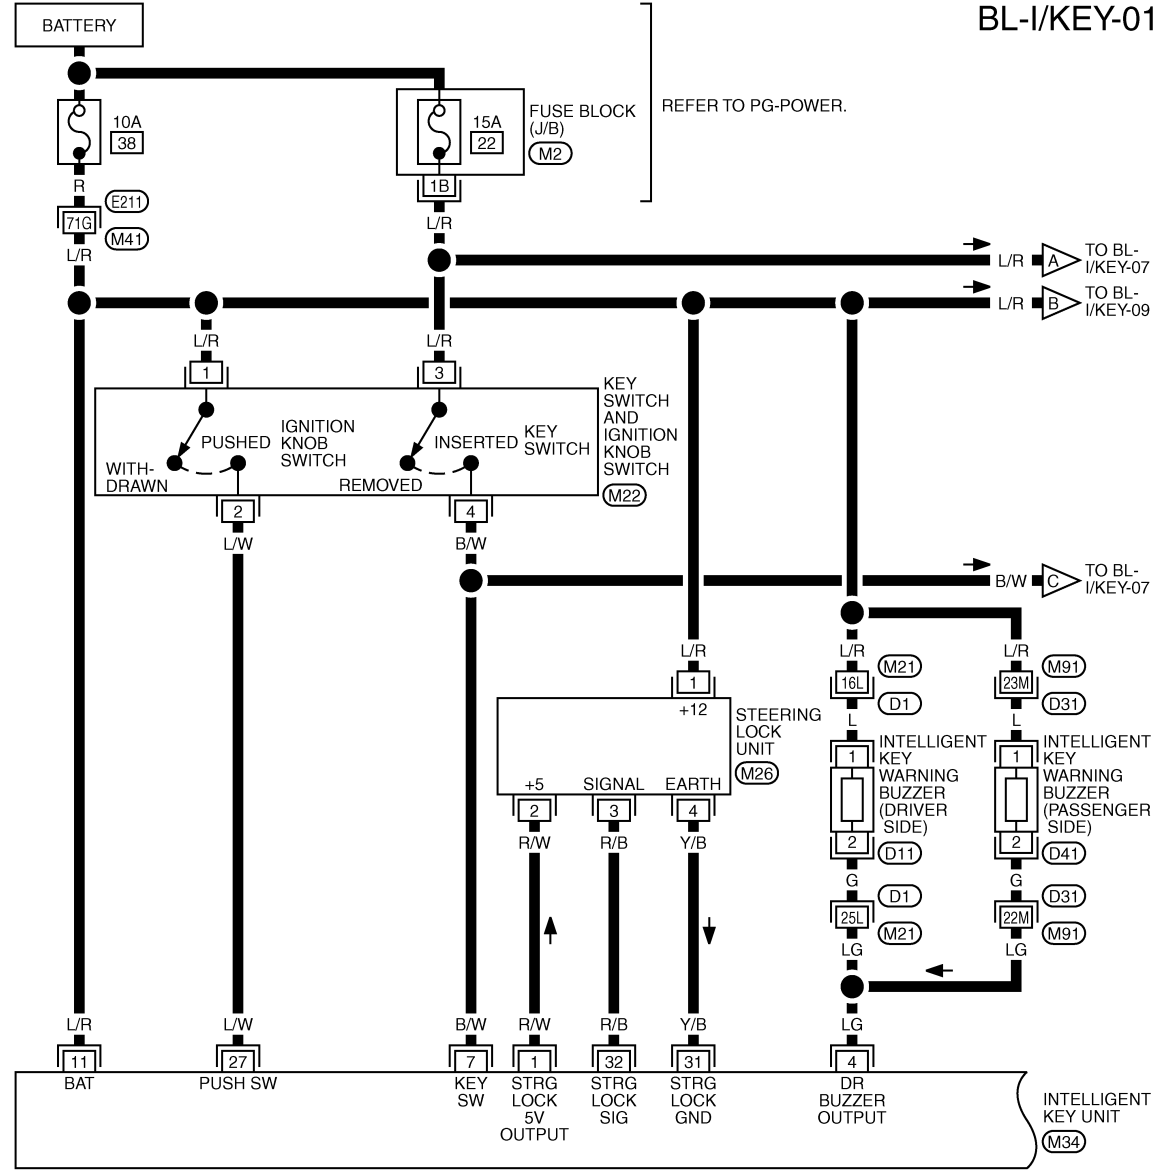 BL-I/KEY-01
BATTERY
10A
38
15A
22
FUSE BLOCK
(J/B)
M2
REFER TO PG-POWER.
R
1B
E211
71G
M41
L/R
L/R
L/R
A
TO BL-
I/KEY-07
L/R
B
TO BL-
I/KEY-09
L/R
L/R
1
3
KEY
SWITCH
AND
IGNITION
KNOB
SWITCH
M22
PUSHED
IGNITION
KNOB
SWITCH
WITH-
DRAWN
INSERTED
KEY
SWITCH
REMOVED
2
4
L/W
B/W
B/W
C
TO BL-
I/KEY-07
L/R
L/R
L/R
1
16L
M21
D1
23M
M91
D31
+12
STEERING
LOCK
UNIT
M26
L
L
1
INTELLIGENT
KEY
WARNING
BUZZER
(DRIVER
SIDE)
2
D11
1
INTELLIGENT
KEY
WARNING
BUZZER
(PASSENGER
SIDE)
2
D41
+5
SIGNAL
EARTH
2
3
4
R/W
R/B
Y/B
G
G
D1
25L
M21
D31
22M
M91
LG
LG
L/R
L/W
B/W
R/W
R/B
Y/B
LG
11
27
7
1
32
31
4
BAT
PUSH SW
KEY
SW
STRG
LOCK
5V
OUTPUT
STRG
LOCK
SIG
STRG
LOCK
GND
DR
BUZZER
OUTPUT
INTELLIGENT
KEY UNIT
M34